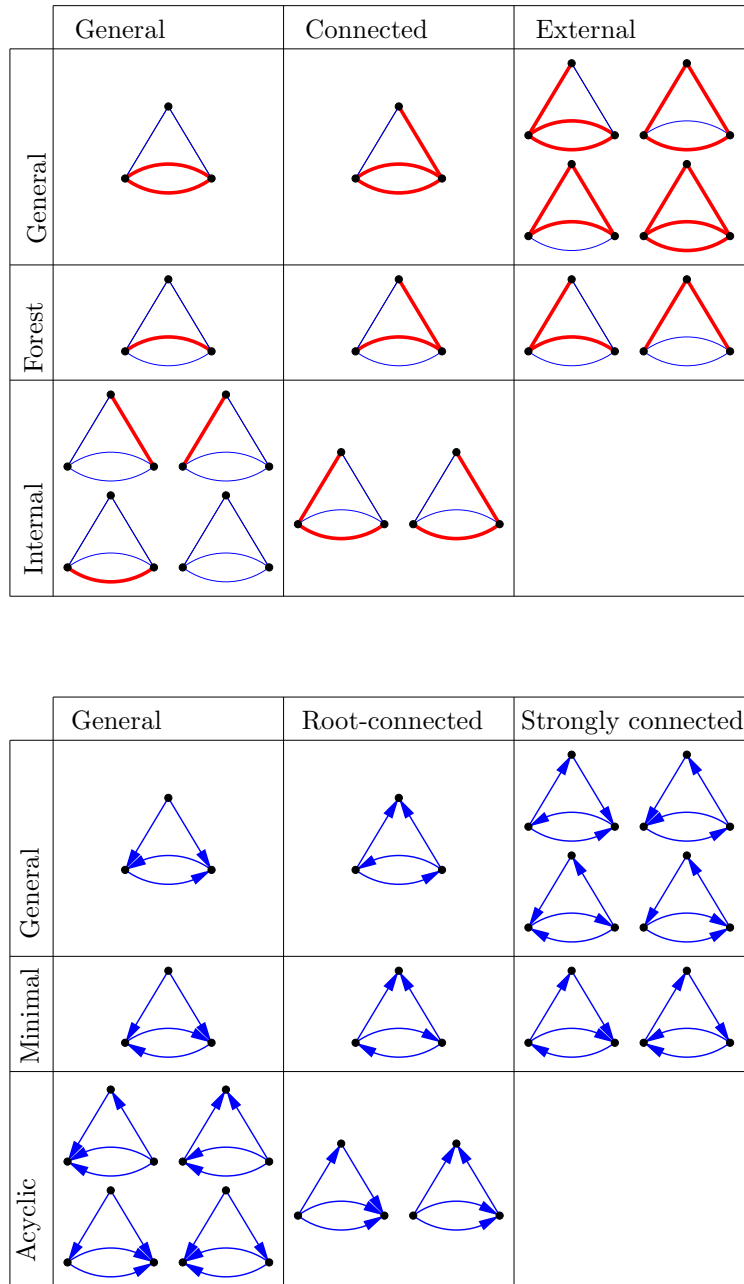 General
Connected
External
General
Forest
Internal
General
Root-connected
Strongly connected
General
Minimal
Acyclic